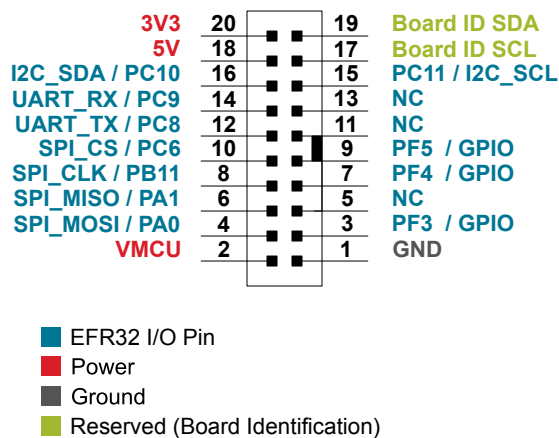 3V3 20 19 Board ID SDA
5V 18 17 Board ID SCL
I2C_SDA / PC10 16 15 PC11 / I2C_SCL
UART_RX / PC9 14 13 NC
UART_TX / PC8 12 11 NC
SPI_CS / PC6 10 9 PF5 / GPIO
SPI_CLK / PB11 8 7 PF4 / GPIO
SPI_MISO / PA1 6 5 NC
SPI_MOSI / PA0 4 3 PF3 / GPIO
VMCU 2 1 GND
EFR32 I/O Pin
Power
Ground
Reserved (Board Identification)